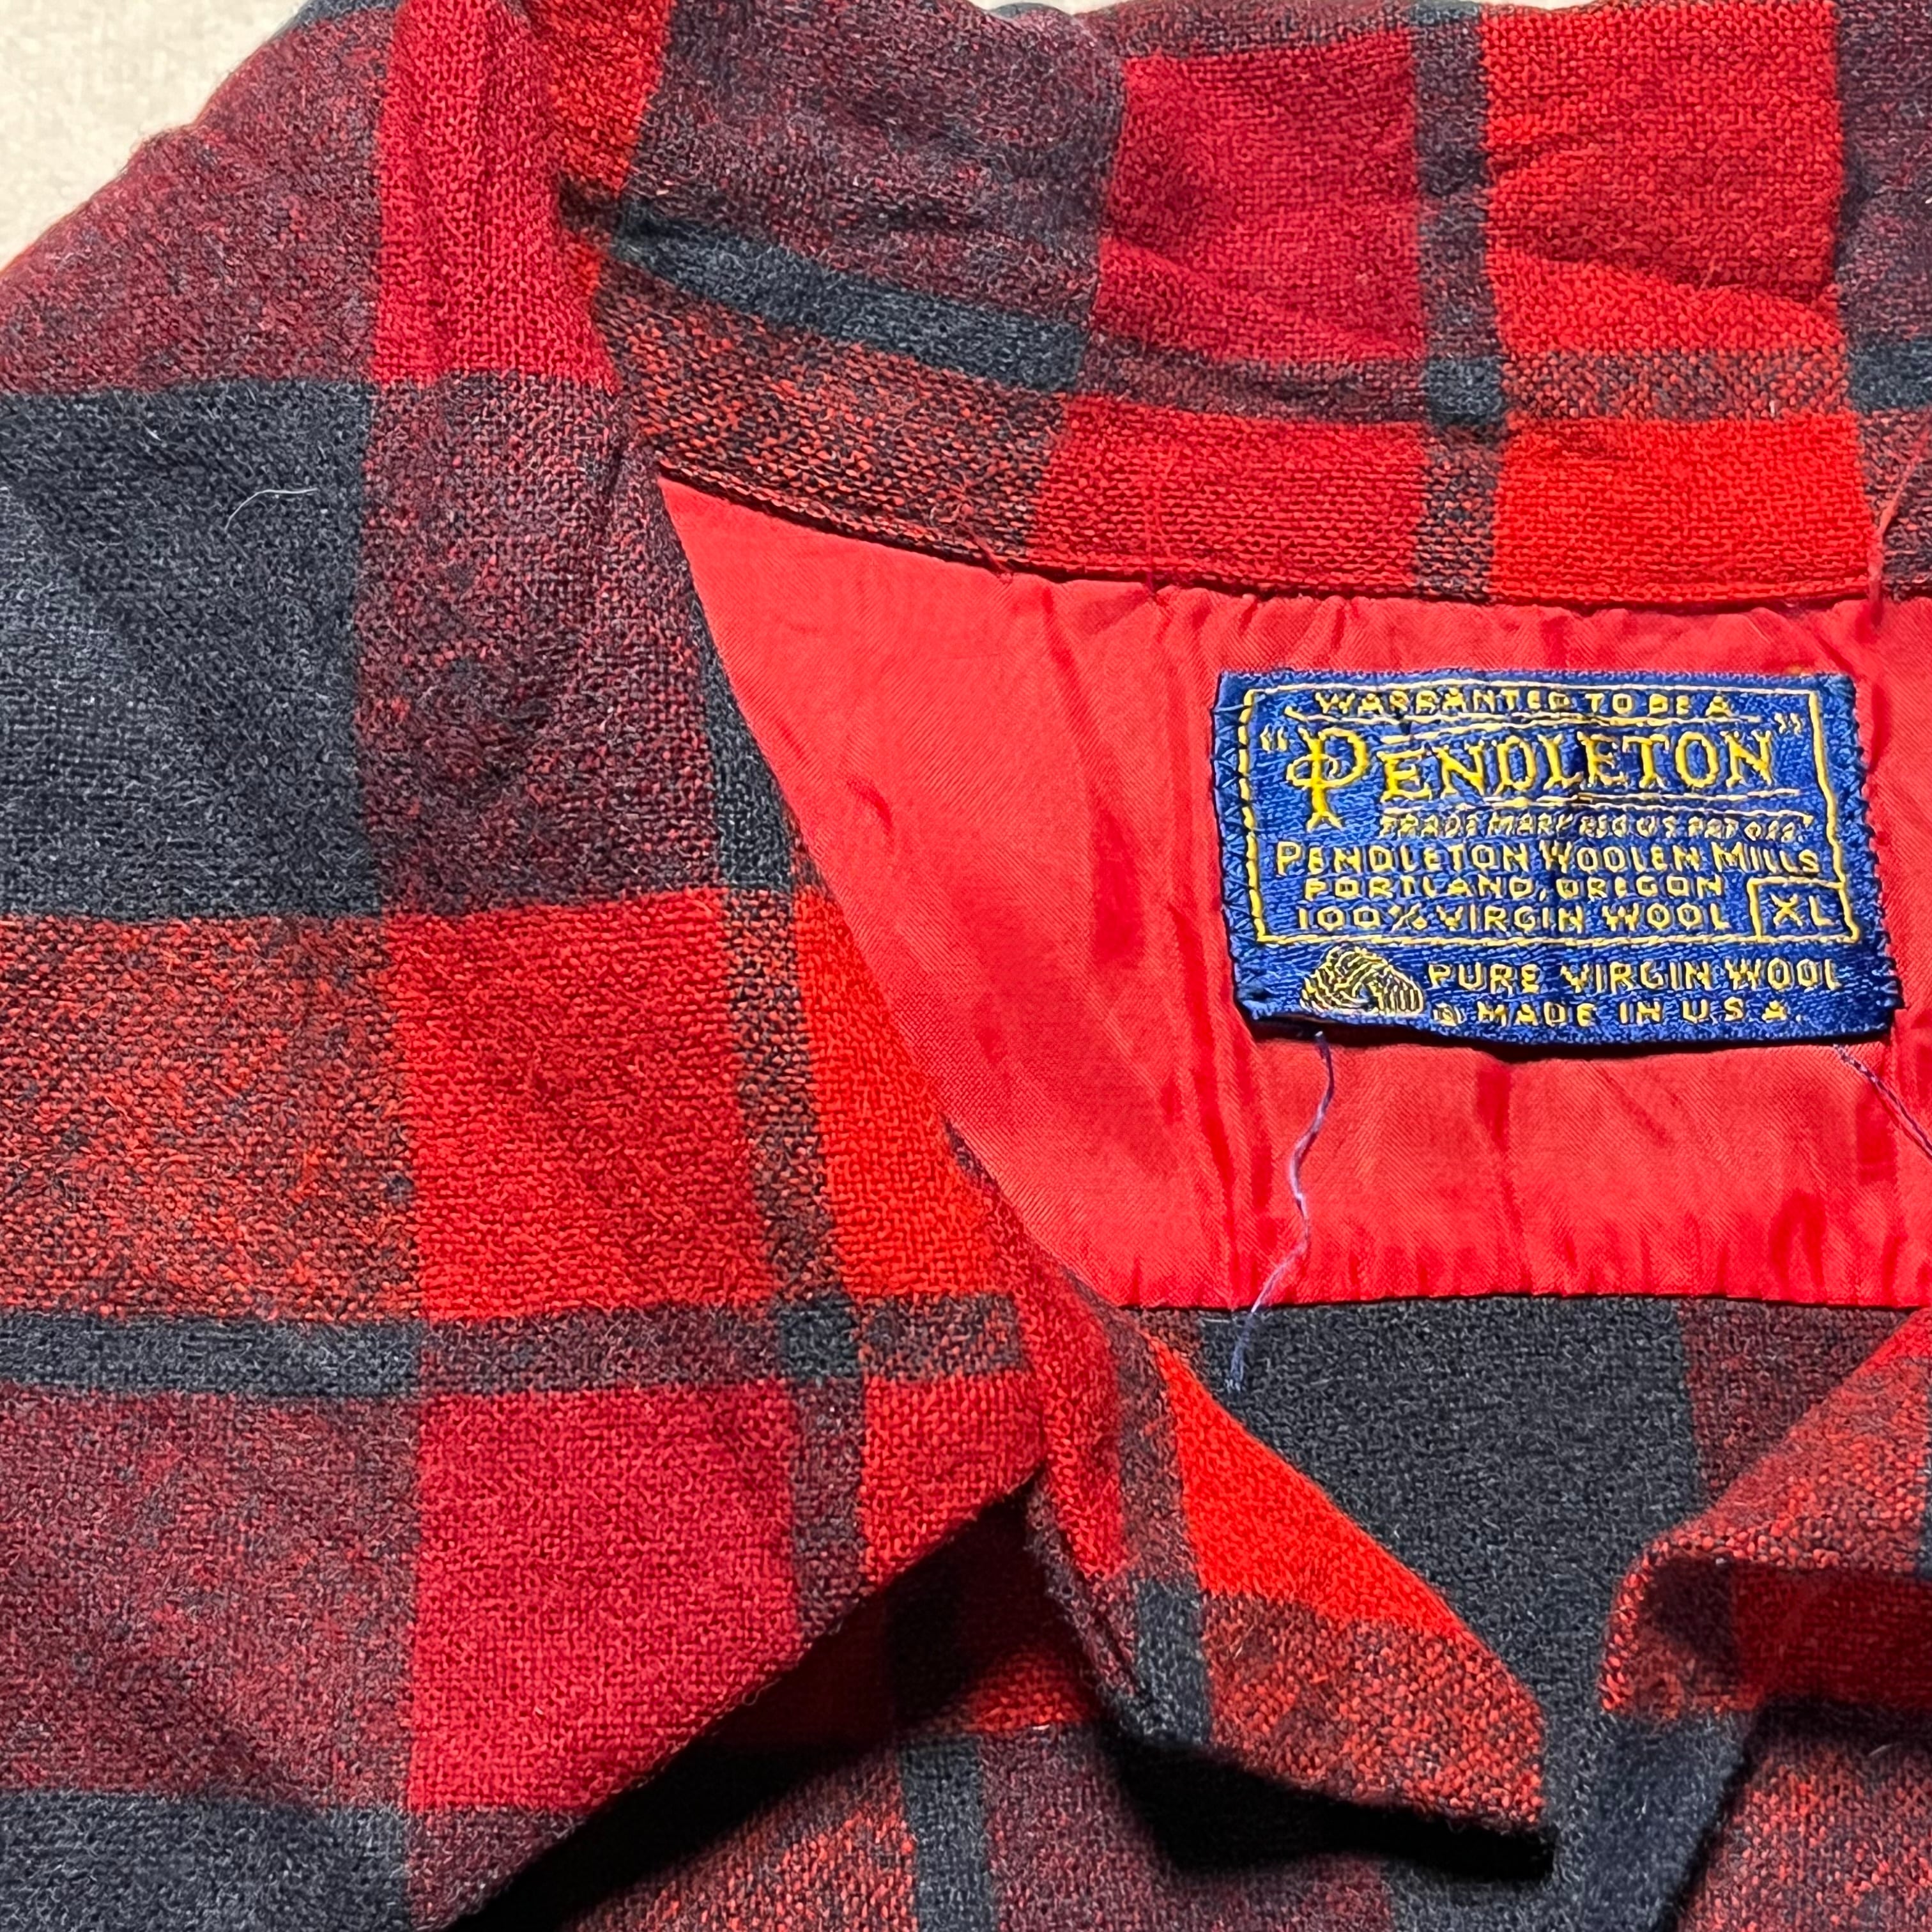 WARRANTED TO BE A
"PENDLETON"
TRADE MARK REG U S PAT OFF.
PENDLETON WOOLEN MILLS
PORTLAND, OREGON
100% VIRGIN WOOL XL
PURE VIRGIN WOOL
MADE IN U.S.A.